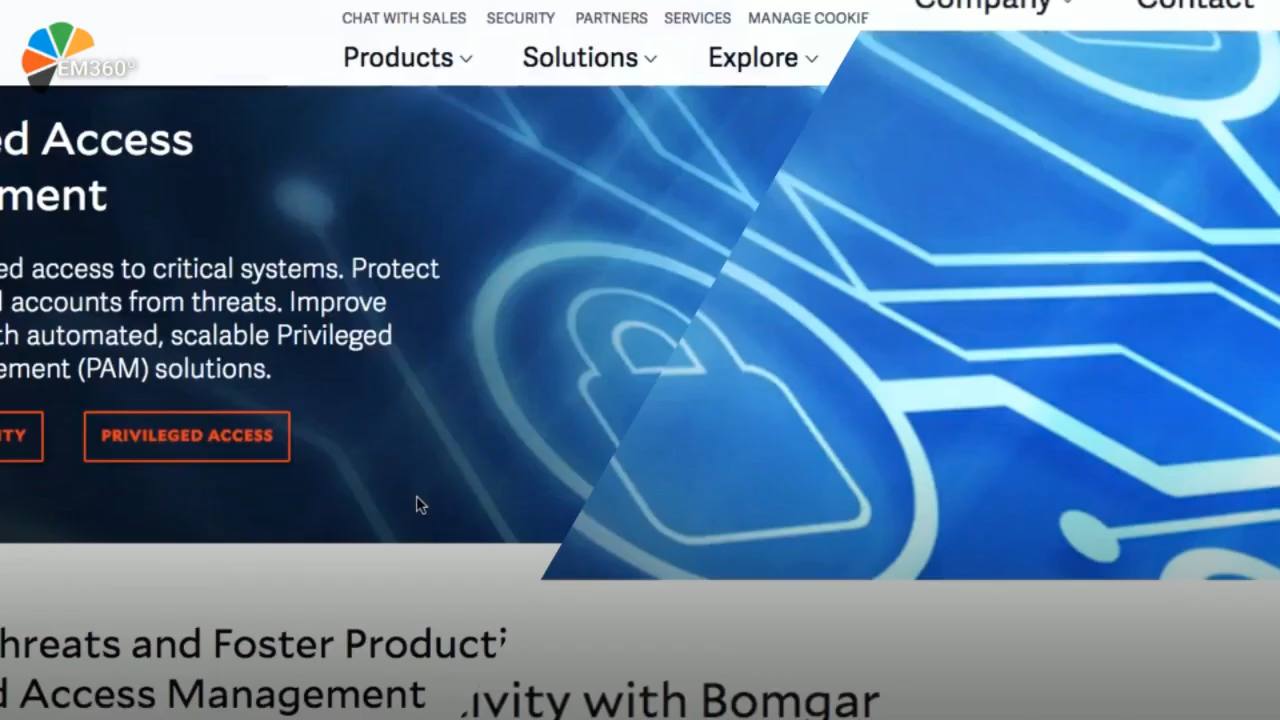 CHAT WITH SALES SECURITY PARTNERS SERVICES MANAGE COOKIE
Company Contact
EM360°
Products Solutions Explore
ed Access
ment
ed access to critical systems. Protect
accounts from threats. Improve
th automated, scalable Privileged
ement (PAM) solutions.
ITY PRIVILEGED ACCESS
hreats and Foster Producti
d Access Management
ivity with Bomgar